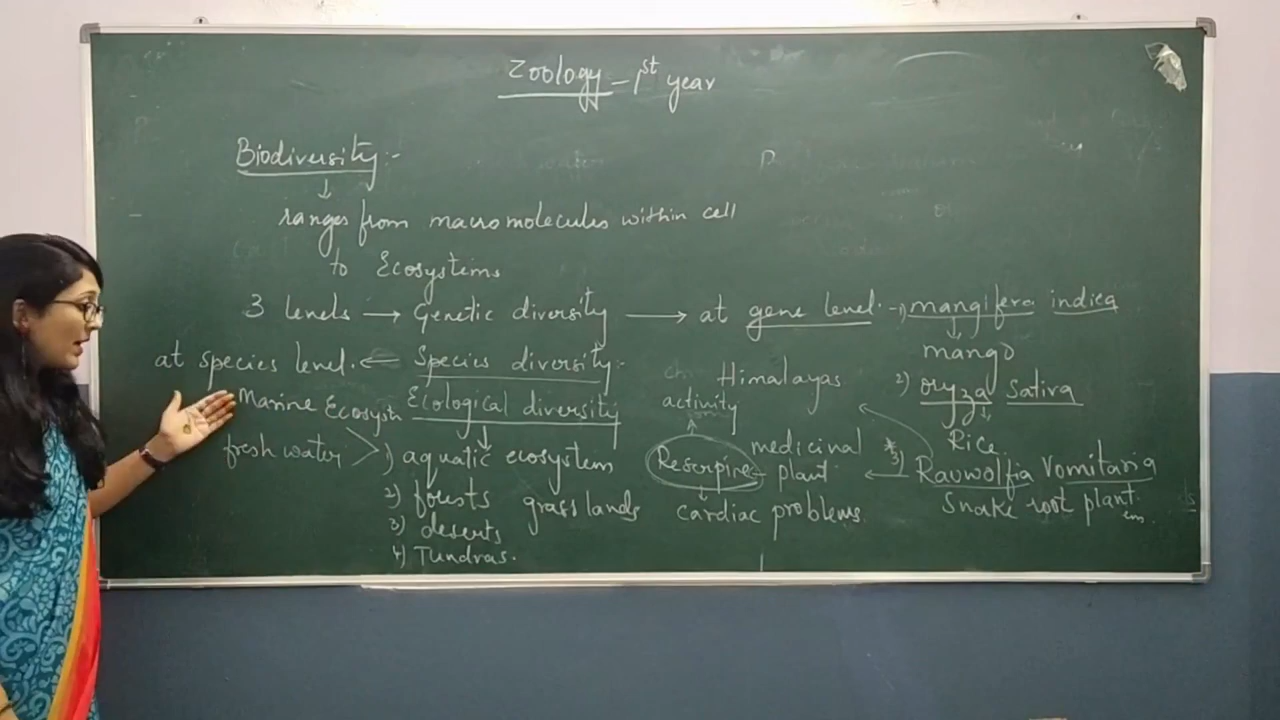 Zoology - 1st year
Biodiversity:-
↓
ranges from macromolecules within cell
to Ecosystems
3 levels → Genetic diversity → at gene level. - 1) mangifera indica
↓
mango
at species level. ← Species diversity:-
Himalayas
2) oryza Sativa
↓
Rice
Marine Ecosystm Ecological diversity
↓
activity
fresh water > 1) aquatic ecosystem
Reserpine - medicinal plant ← * 3) Rauwolfia Vomitaria
Snake root plant.
2) forests grasslands
cardiac problems.
3) deserts
4) Tundras.